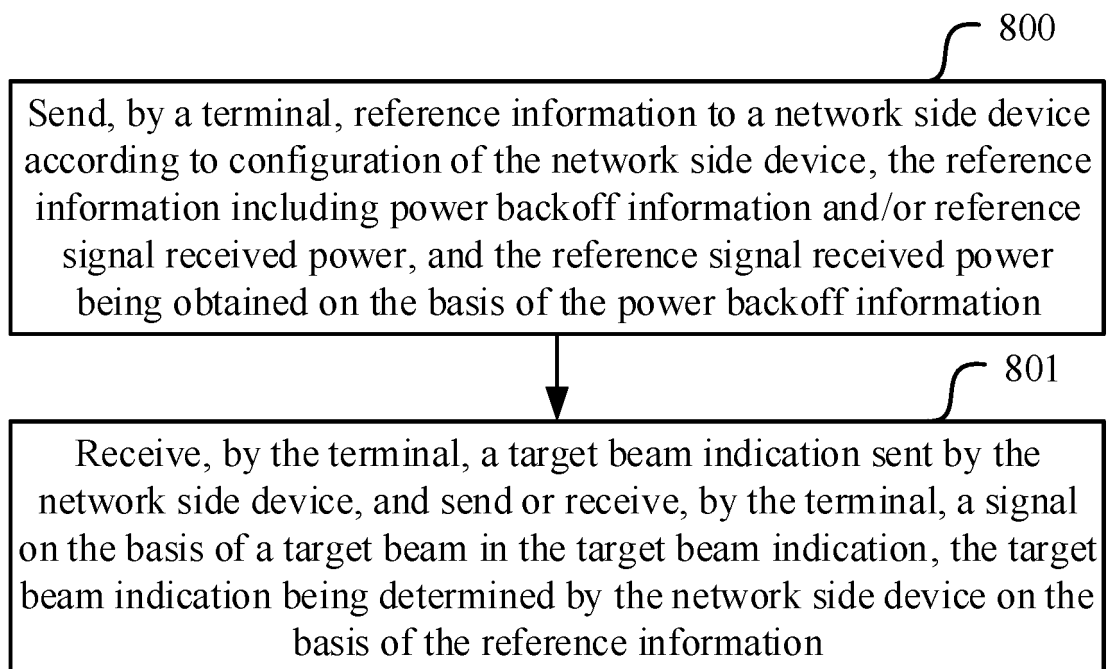 800
Send, by a terminal, reference information to a network side device
according to configuration of the network side device, the reference
information including power backoff information and/or reference
signal received power, and the reference signal received power
being obtained on the basis of the power backoff information
801
Receive, by the terminal, a target beam indication sent by the
network side device, and send or receive, by the terminal, a signal
on the basis of a target beam in the target beam indication, the target
beam indication being determined by the network side device on the
basis of the reference information